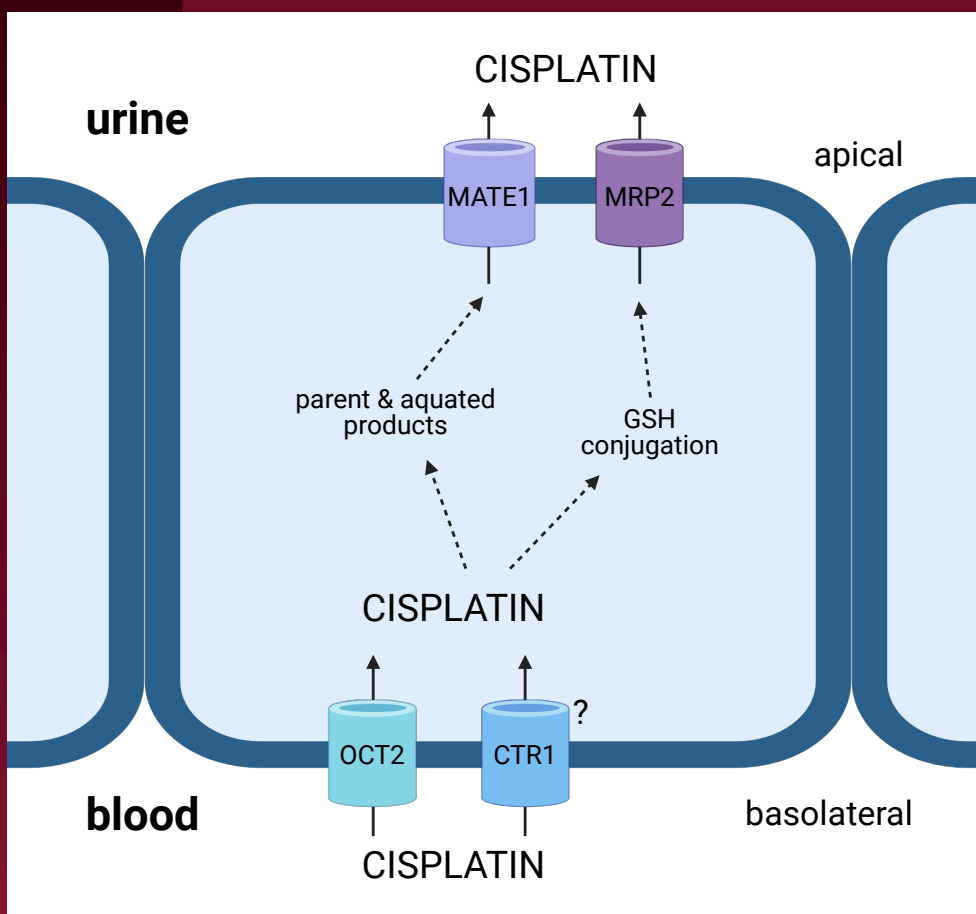 CISPLATIN
urine
apical
MATE1
MRP2
parent & aquated
products
GSH
conjugation
CISPLATIN
?
OCT2
CTR1
blood
basolateral
CISPLATIN